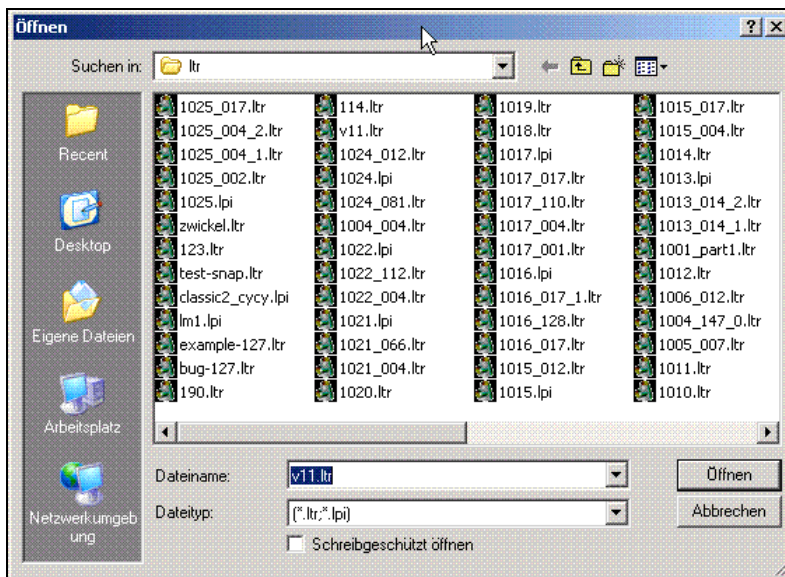 Öffnen
Suchen in: ltr
Recent
Desktop
Eigene Dateien
Arbeitsplatz
Netzwerkumgeb
ung
1025_017.ltr
1025_004_2.ltr
1025_004_1.ltr
1025_002.ltr
1025.lpi
zwickel.ltr
123.ltr
test-snap.ltr
classic2_cycy.lpi
lm1.lpi
example-127.ltr
bug-127.ltr
190.ltr
114.ltr
v11.ltr
1024_012.ltr
1024.lpi
1024_081.ltr
1004_004.ltr
1022.lpi
1022_112.ltr
1022_004.ltr
1021.lpi
1021_066.ltr
1021_004.ltr
1020.ltr
1019.ltr
1018.ltr
1017.lpi
1017_017.ltr
1017_110.ltr
1017_004.ltr
1017_001.ltr
1016.lpi
1016_017_1.ltr
1016_128.ltr
1016_017.ltr
1015_012.ltr
1015.lpi
1015_017.ltr
1015_004.ltr
1014.ltr
1013.lpi
1013_014_2.ltr
1013_014_1.ltr
1001_part1.ltr
1012.ltr
1006_012.ltr
1004_147_0.ltr
1005_007.ltr
1011.ltr
1010.ltr
Dateiname: v11.ltr Öffnen
Dateityp: (*.ltr;*.lpi) Abbrechen
Schreibgeschützt öffnen